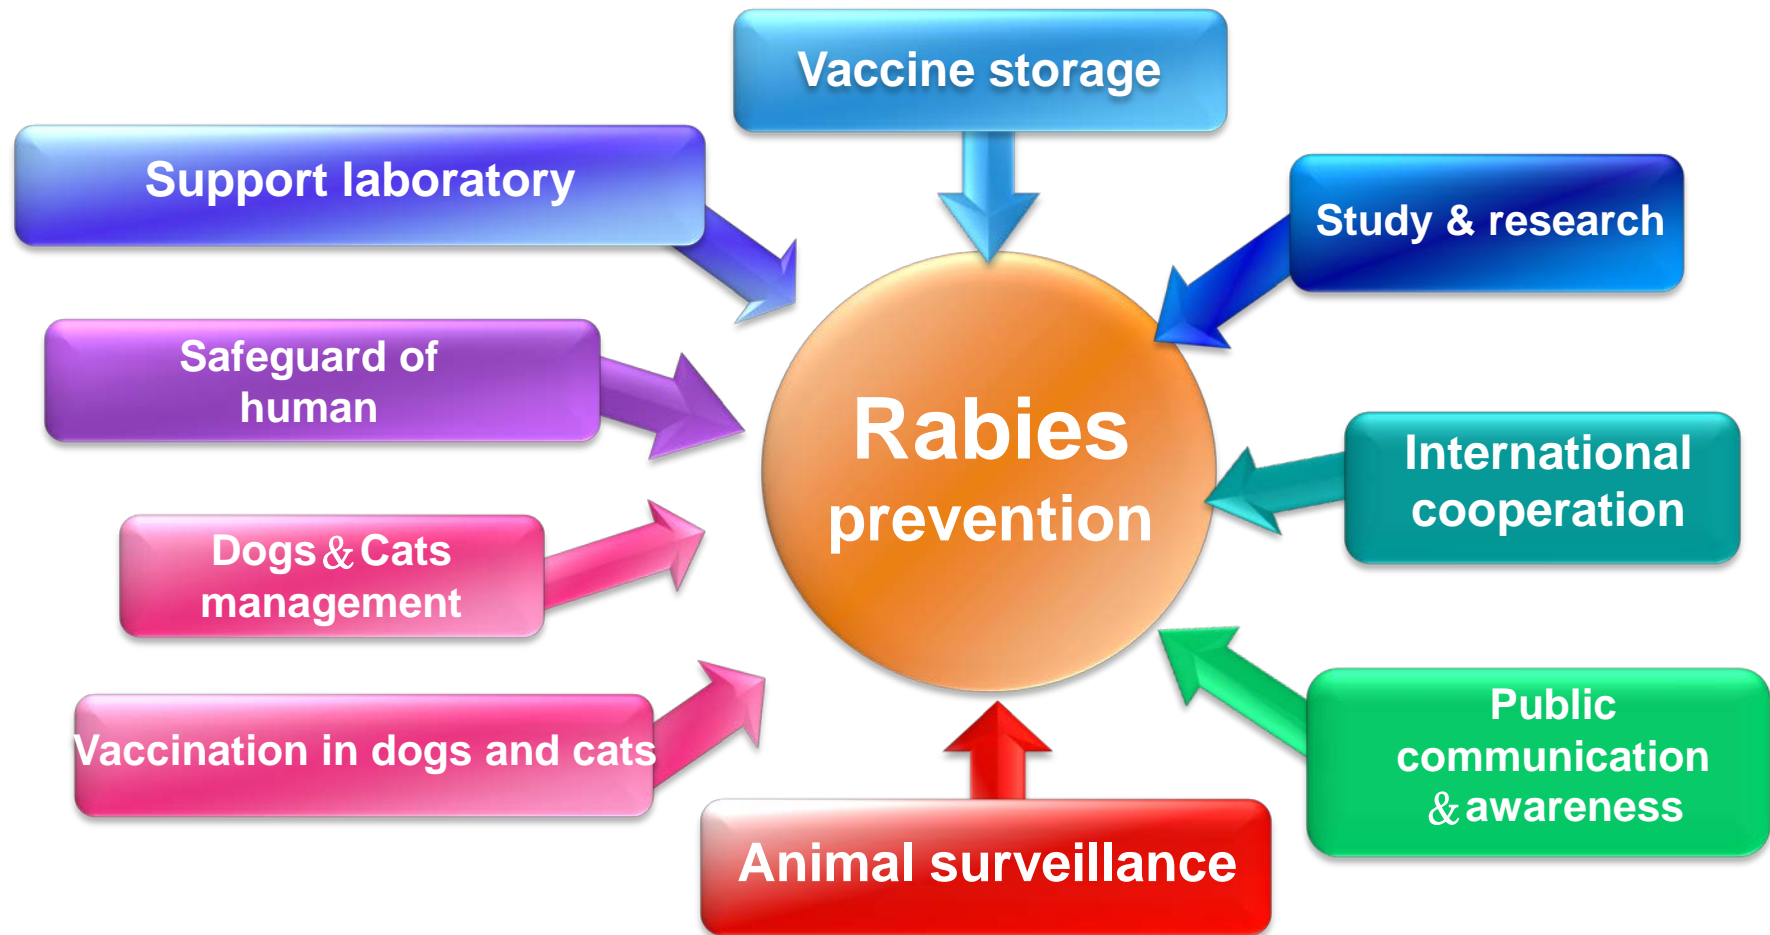 Vaccine storage
Support laboratory
Study & research
Safeguard of
human
Rabies
prevention
International
cooperation
Dogs & Cats
management
Vaccination in dogs and cats
Public
communication
& awareness
Animal surveillance